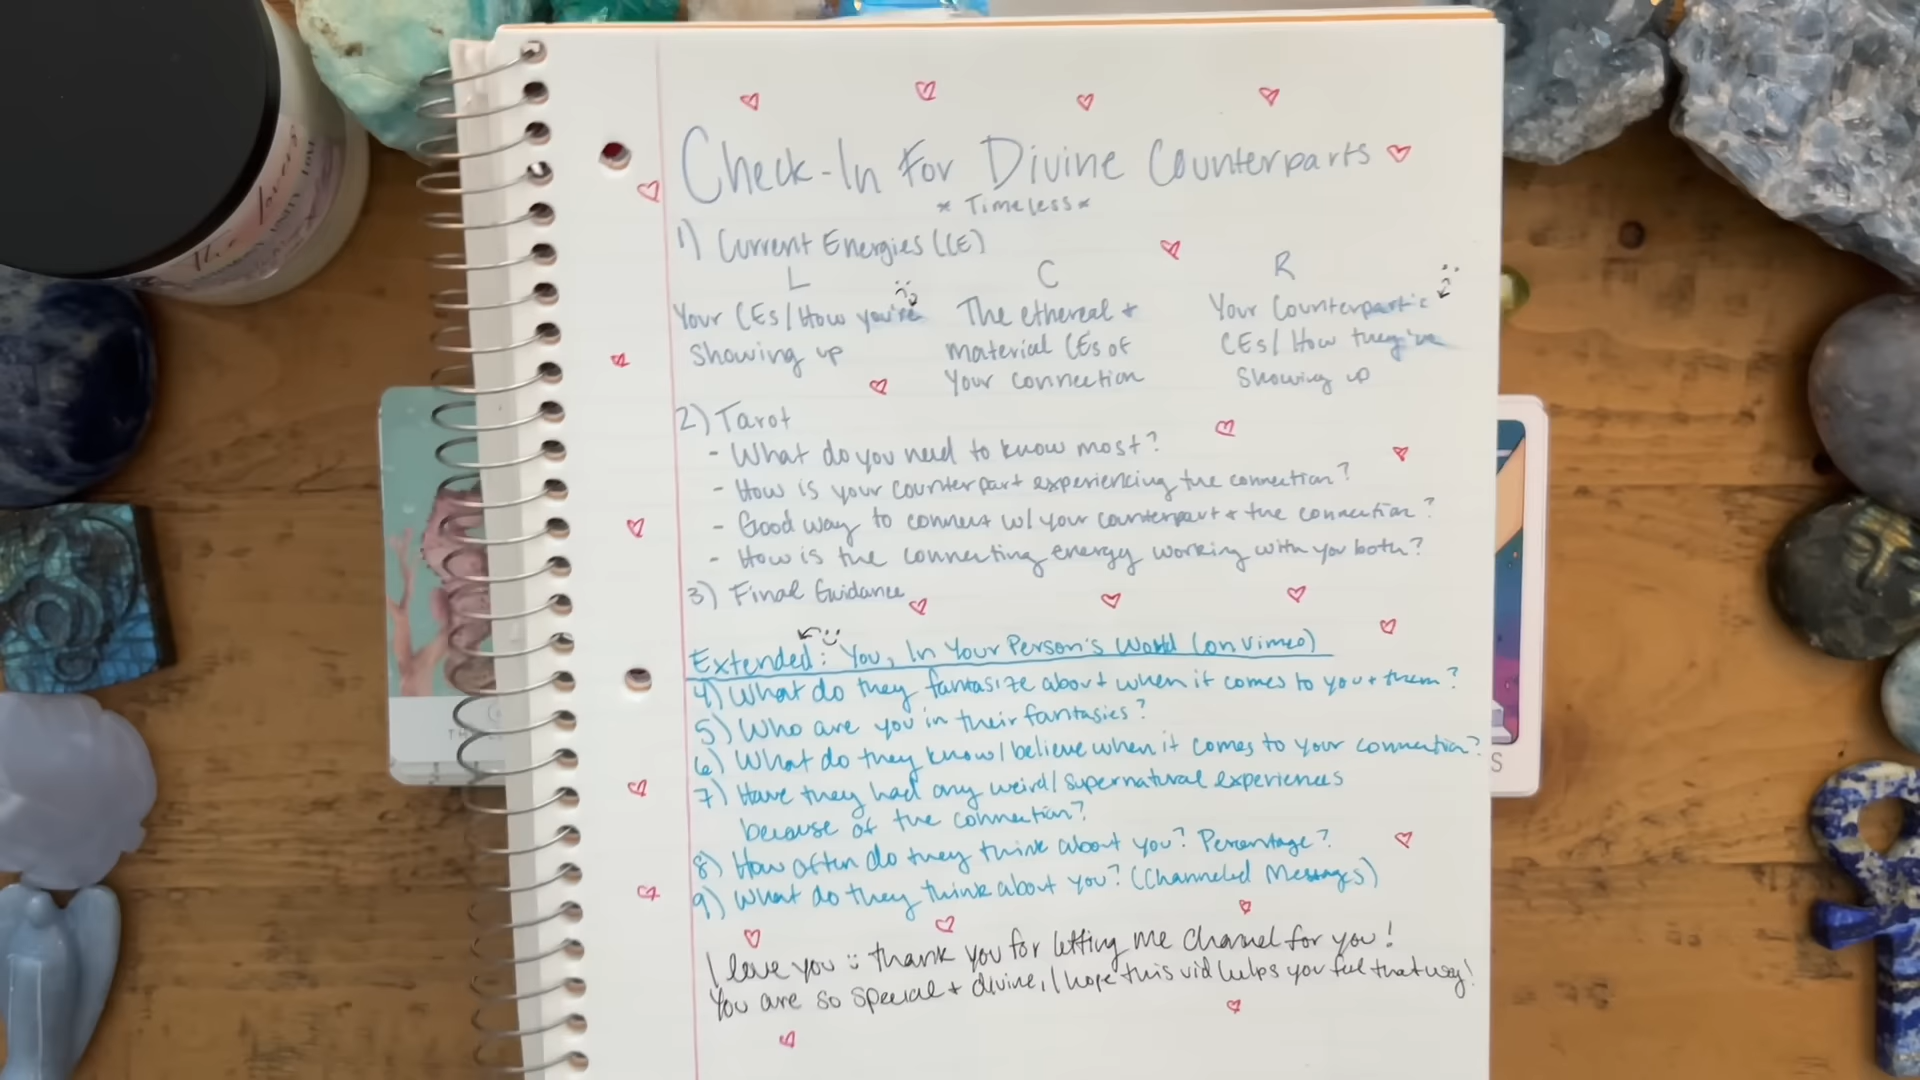 Check-In For Divine Counterparts
* Timeless *
1) Current Energies (CE)
L C R
Your CEs/How you're The ethereal + Your Counterpart's
showing up material CEs of CEs/How they're
Your connection showing up
2) Tarot
- What do you need to know most?
- How is your counterpart experiencing the connection?
- Good way to connect w/ your counterpart + the connection?
- How is the connecting energy working with you both?
3) Final Guidance
Extended: You, In Your Person's World (on Vimeo)
4) What do they fantasize about when it comes to you + them?
5) Who are you in their fantasies?
6) What do they know/believe when it comes to your connection?
7) Have they had any weird/supernatural experiences
because of the connection?
8) How often do they think about you? Percentage?
9) What do they think about you? (Channeled Messages)
I love you :) thank you for letting me channel for you!
You are so special + divine, I hope this vid helps you feel that way!
The Lovers
S
TH